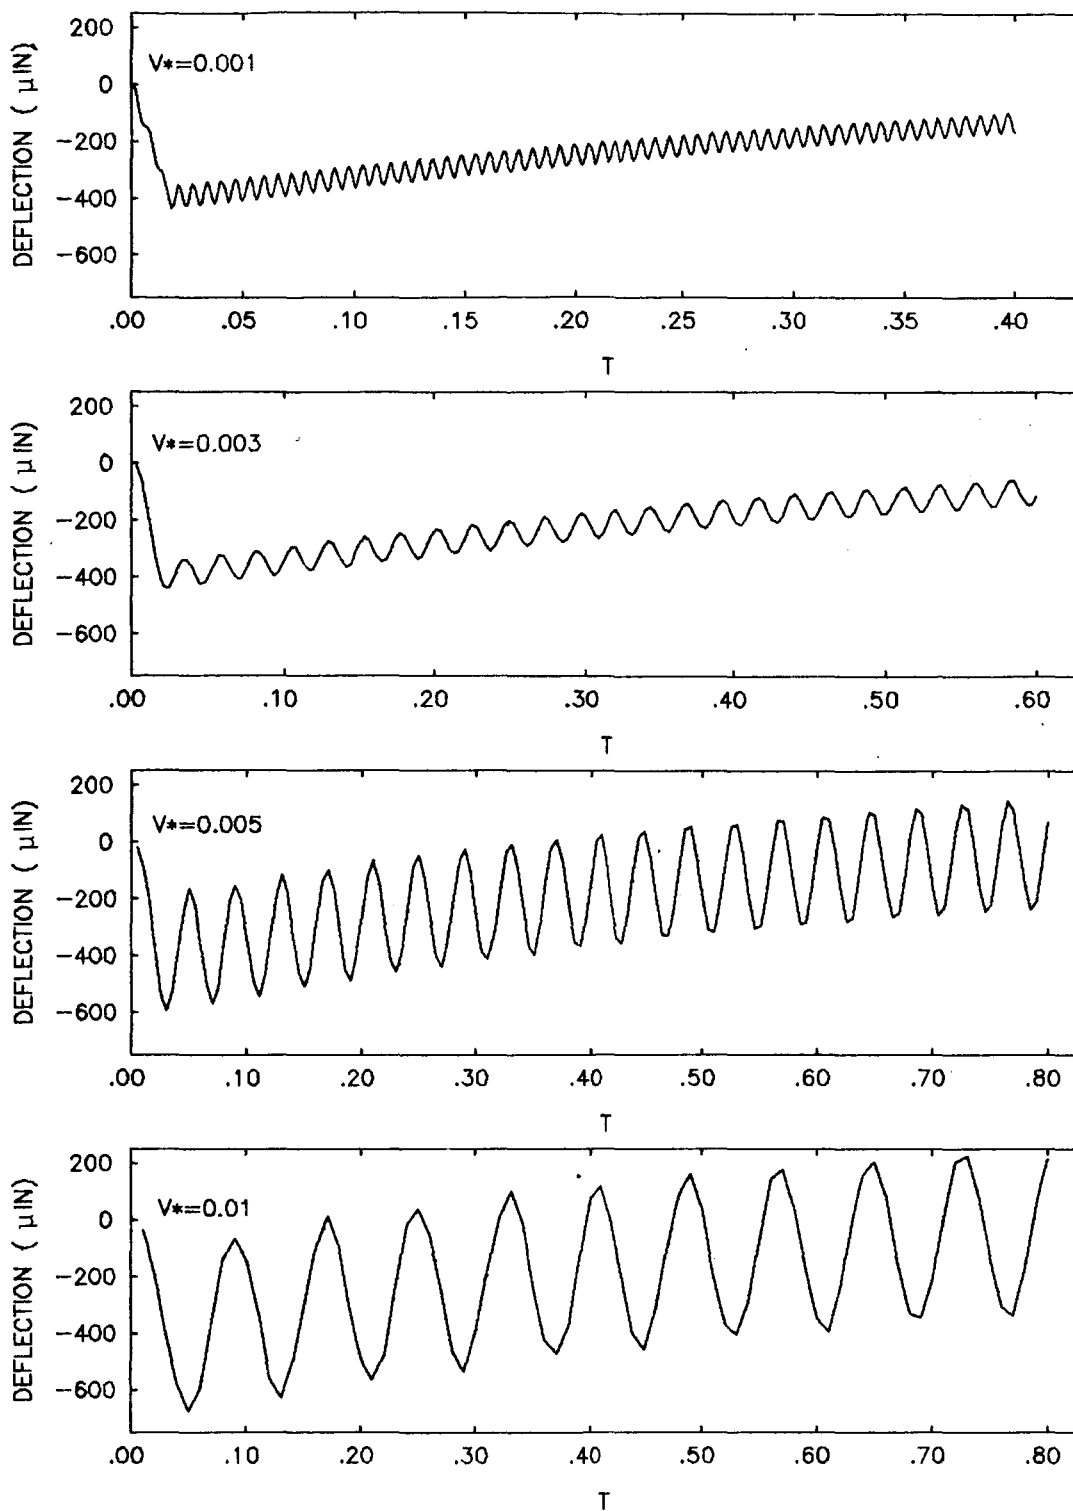 DEFLECTION ( μIN)
200
0
-200
-400
-600
V*=0.001
.00 .05 .10 .15 .20 .25 .30 .35 .40
T
DEFLECTION ( μIN)
200
0
-200
-400
-600
V*=0.003
.00 .10 .20 .30 .40 .50 .60
T
DEFLECTION ( μIN)
200
0
-200
-400
-600
V*=0.005
.00 .10 .20 .30 .40 .50 .60 .70 .80
T
DEFLECTION ( μIN)
200
0
-200
-400
-600
V*=0.01
.00 .10 .20 .30 .40 .50 .60 .70 .80
T